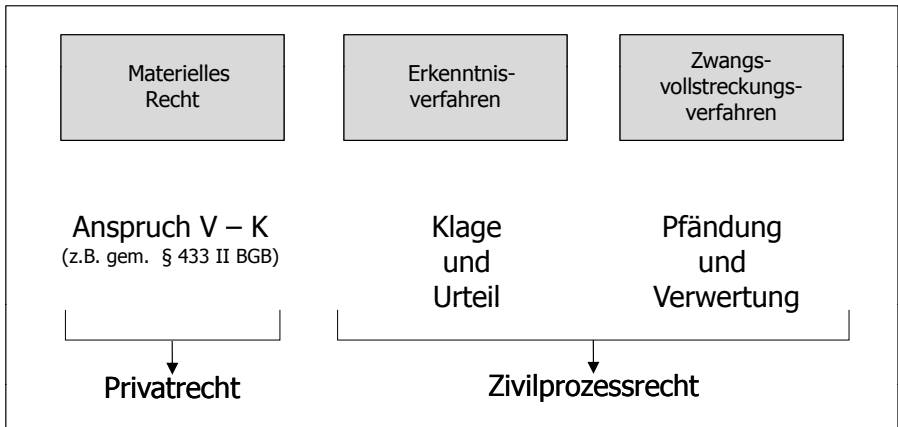 Materielles
Recht
Erkenntnis-
verfahren
Zwangs-
vollstreckungs-
verfahren
Anspruch V – K
(z.B. gem. § 433 II BGB)
Klage
und
Urteil
Pfändung
und
Verwertung
Privatrecht
Zivilprozessrecht